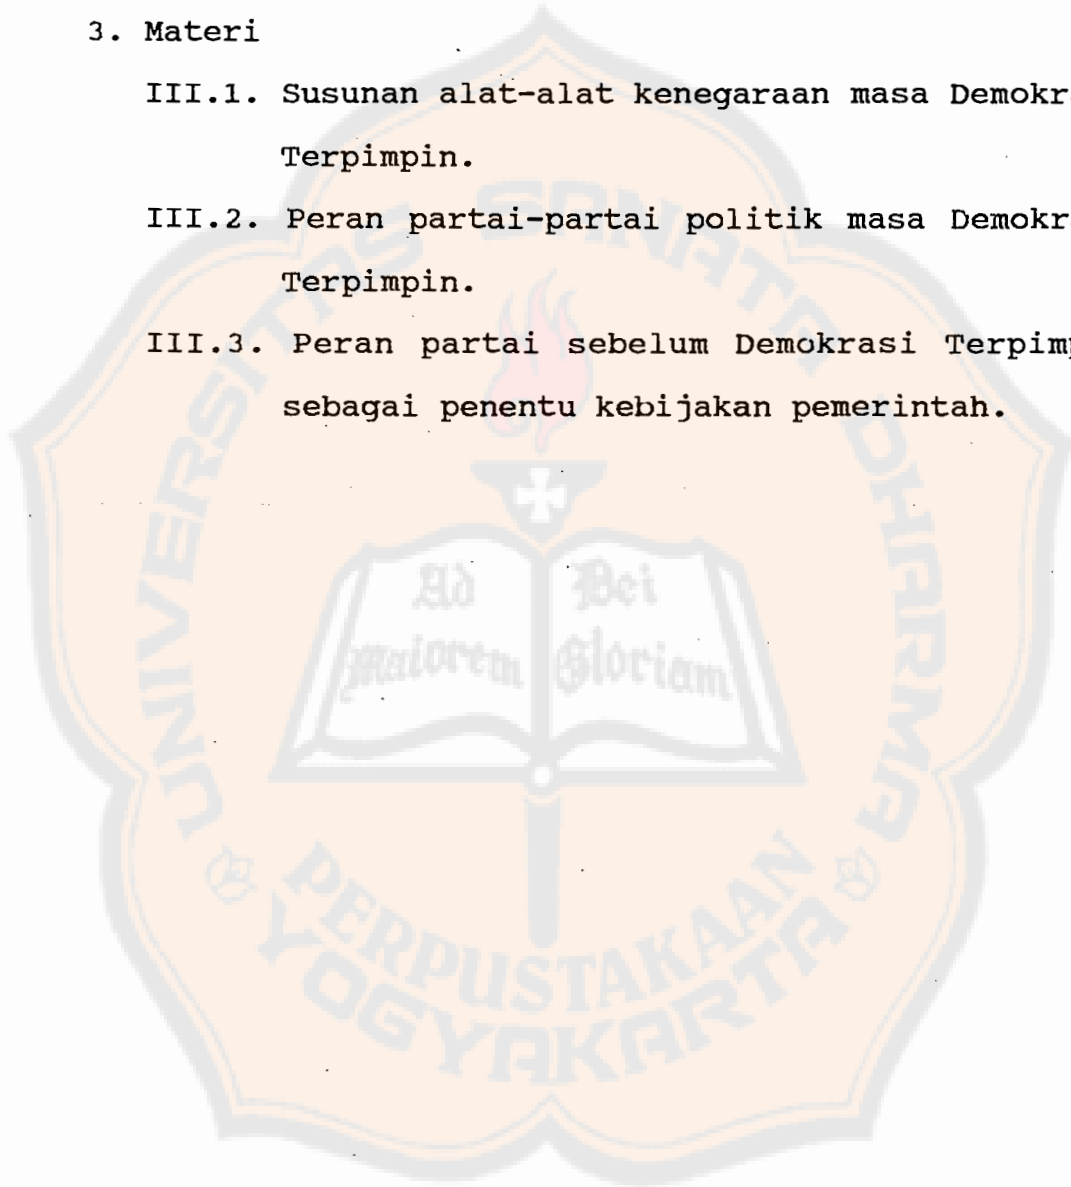 3. Materi
III.1. Susunan alat-alat kenegaraan masa Demokr
Terpimpin.
III.2. Peran partai-partai politik masa Demokr
Terpimpin.
III.3. Peran partai sebelum Demokrasi Terpim
sebagai penentu kebijakan pemerintah.
UNIVERSITAS SANATA DHARMA
Ad Dei
Maiorem Gloriam
PERPUSTAKAAN
YOGYAKARTA